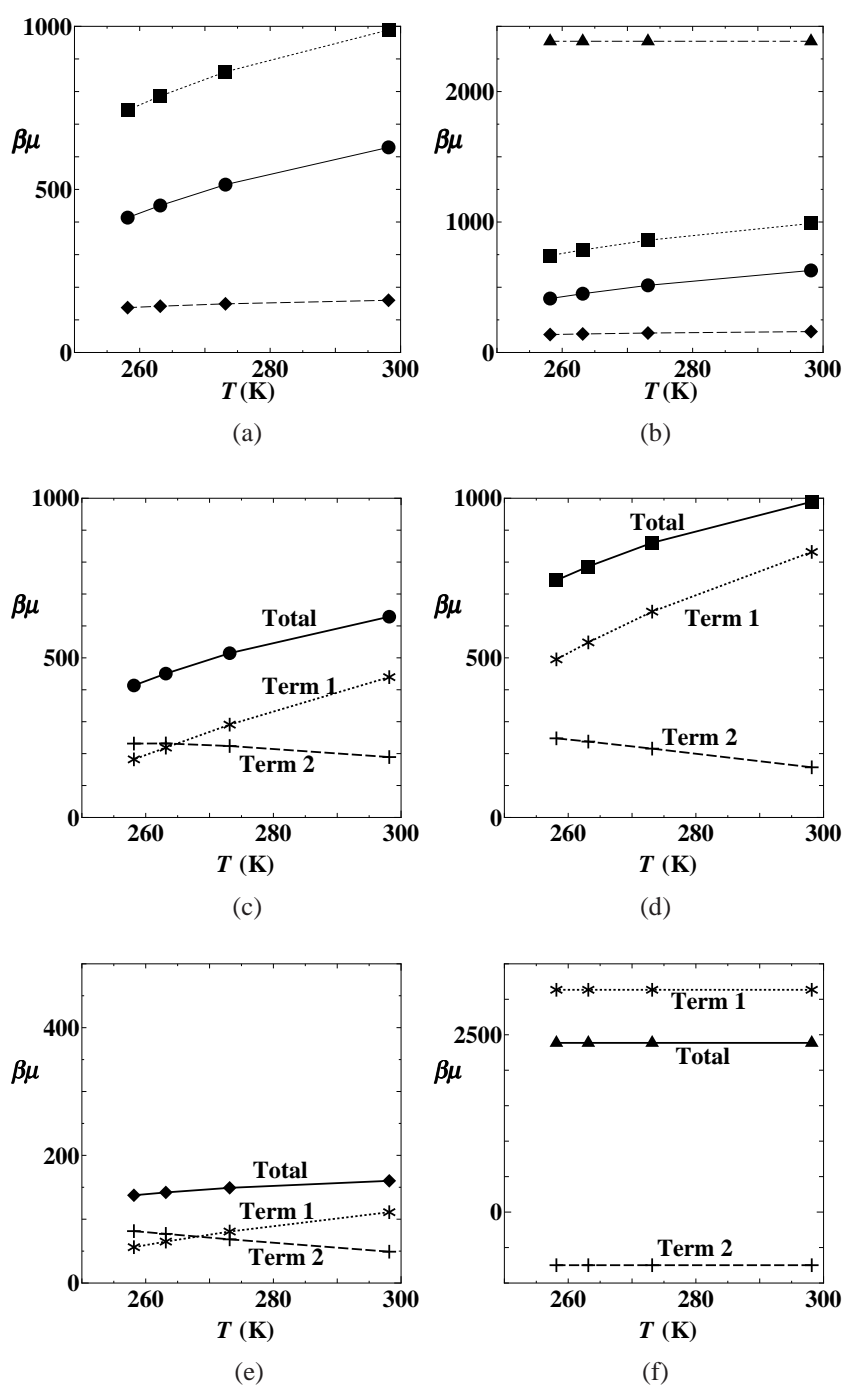 1000
500
0
βμ
260 280 300
T (K)
(a)
2000
1000
0
βμ
260 280 300
T (K)
(b)
1000
500
0
βμ
Total
Term 1
Term 2
260 280 300
T (K)
(c)
1000
500
0
βμ
Total
Term 1
Term 2
260 280 300
T (K)
(d)
400
200
0
βμ
Total
Term 1
Term 2
260 280 300
T (K)
(e)
2500
0
βμ
Term 1
Total
Term 2
260 280 300
T (K)
(f)